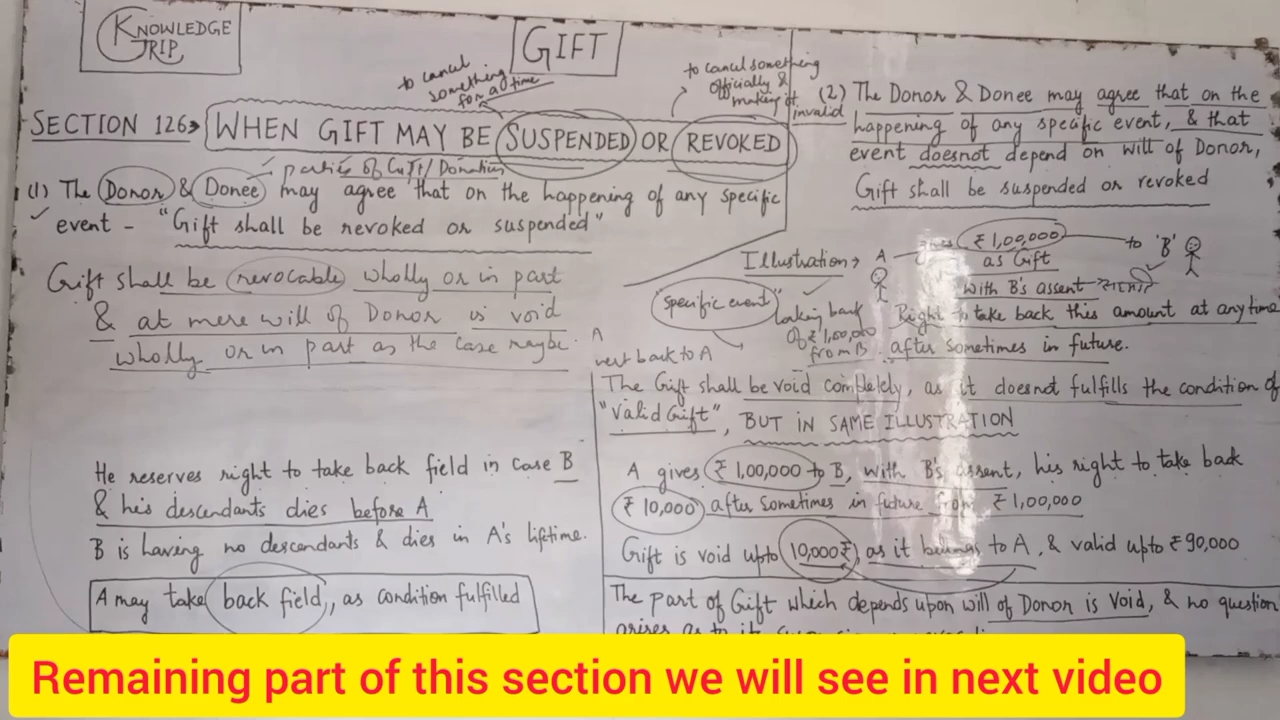 KNOWLEDGE
GRIP
GIFT
to cancel
something
for a time
to cancel something
officially &
making it
invalid
SECTION 126→ WHEN GIFT MAY BE SUSPENDED OR REVOKED
parties of Gift/Donation
(1) The Donor & Donee may agree that on the happening of any specific
event - "Gift shall be revoked or suspended"
Gift shall be revocable wholly or in part
& at mere will of Donor is void
wholly or in part as the case maybe.
A
went back to A
He reserves right to take back field in case B
& his descendants dies before A
B is having no descendants & dies in A's lifetime.
A may take back field, as condition fulfilled
(2) The Donor & Donee may agree that on the
happening of any specific event, & that
event doesnot depend on will of Donor,
Gift shall be suspended or revoked
Illustration→ A gives ₹1,00,000 to 'B'
as Gift
with B's assent
"Specific event" taking back
of ₹1,00,000
from B
Right to take back this amount at anytime
after sometimes in future.
The Gift shall be void completely, as it doesnot fulfills the condition of
"Valid Gift", BUT IN SAME ILLUSTRATION
A gives ₹1,00,000 to B, with B's assent, his right to take back
₹10,000 after sometimes in future from ₹1,00,000
Gift is void upto 10,000₹, as it belongs to A, & valid upto ₹90,000
The part of Gift which depends upon will of Donor is Void, & no question
arises as to its
Remaining part of this section we will see in next video